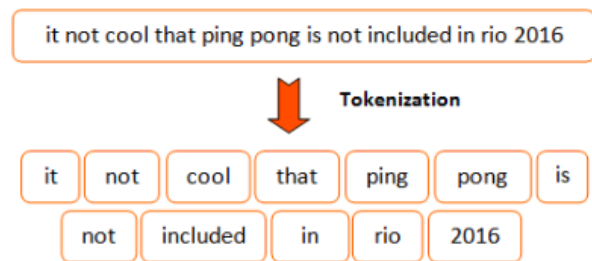 it not cool that ping pong is not included in rio 2016
Tokenization
it not cool that ping pong is
not included in rio 2016